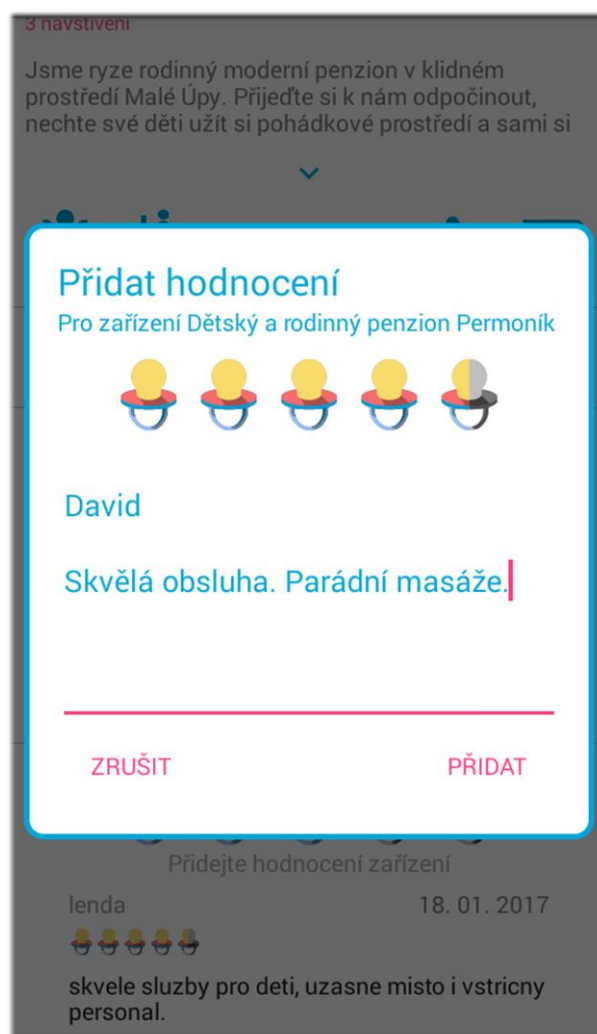 3 navštívení
Jsme ryze rodinný moderní penzion v klidném
prostředí Malé Úpy. Přijeďte si k nám odpočinout,
nechte své děti užít si pohádkové prostředí a sami si
Přidat hodnocení
Pro zařízení Dětský a rodinný penzion Permoník
David
Skvělá obsluha. Parádní masáže.
ZRUŠIT
PŘIDAT
Přidejte hodnocení zařízení
lenda
18. 01. 2017
skvele sluzby pro deti, uzasne misto i vstricny
personal.